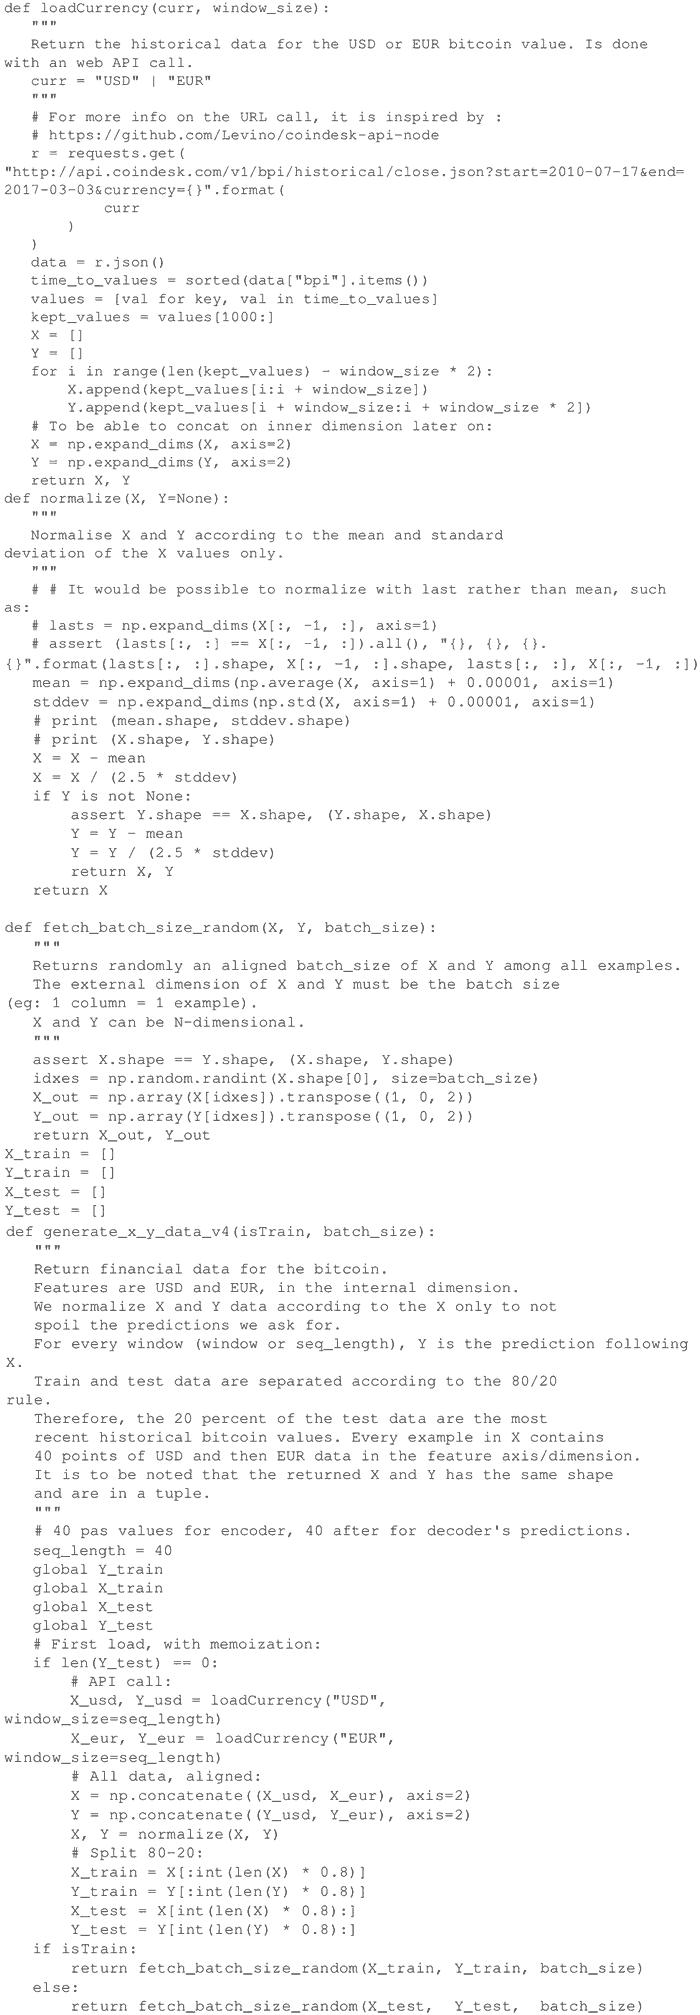 def loadCurrency(curr, window_size):
"""
Return the historical data for the USD or EUR bitcoin value. Is done
with an web API call.
curr = "USD" | "EUR"
"""
# For more info on the URL call, it is inspired by :
# https://github.com/Levino/coindesk-api-node
r = requests.get(
"http://api.coindesk.com/v1/bpi/historical/close.json?start=2010-07-17&end=
2017-03-03&currency={}".format(
curr
)
)
data = r.json()
time_to_values = sorted(data["bpi"].items())
values = [val for key, val in time_to_values]
kept_values = values[1000:]
X = []
Y = []
for i in range(len(kept_values) - window_size * 2):
X.append(kept_values[i:i + window_size])
Y.append(kept_values[i + window_size:i + window_size * 2])
# To be able to concat on inner dimension later on:
X = np.expand_dims(X, axis=2)
Y = np.expand_dims(Y, axis=2)
return X, Y
def normalize(X, Y=None):
"""
Normalise X and Y according to the mean and standard
deviation of the X values only.
"""
# # It would be possible to normalize with last rather than mean, such
as:
# lasts = np.expand_dims(X[:, -1, :], axis=1)
# assert (lasts[:, :] == X[:, -1, :]).all(), "{}, {}, {}.
{}".format(lasts[:, :].shape, X[:, -1, :].shape, lasts[:, :], X[:, -1, :])
mean = np.expand_dims(np.average(X, axis=1) + 0.00001, axis=1)
stddev = np.expand_dims(np.std(X, axis=1) + 0.00001, axis=1)
# print (mean.shape, stddev.shape)
# print (X.shape, Y.shape)
X = X - mean
X = X / (2.5 * stddev)
if Y is not None:
assert Y.shape == X.shape, (Y.shape, X.shape)
Y = Y - mean
Y = Y / (2.5 * stddev)
return X, Y
return X
def fetch_batch_size_random(X, Y, batch_size):
"""
Returns randomly an aligned batch_size of X and Y among all examples.
The external dimension of X and Y must be the batch size
(eg: 1 column = 1 example).
X and Y can be N-dimensional.
"""
assert X.shape == Y.shape, (X.shape, Y.shape)
idxes = np.random.randint(X.shape[0], size=batch_size)
X_out = np.array(X[idxes]).transpose((1, 0, 2))
Y_out = np.array(Y[idxes]).transpose((1, 0, 2))
return X_out, Y_out
X_train = []
Y_train = []
X_test = []
Y_test = []
def generate_x_y_data_v4(isTrain, batch_size):
"""
Return financial data for the bitcoin.
Features are USD and EUR, in the internal dimension.
We normalize X and Y data according to the X only to not
spoil the predictions we ask for.
For every window (window or seq_length), Y is the prediction following
X.
Train and test data are separated according to the 80/20
rule.
Therefore, the 20 percent of the test data are the most
recent historical bitcoin values. Every example in X contains
40 points of USD and then EUR data in the feature axis/dimension.
It is to be noted that the returned X and Y has the same shape
and are in a tuple.
"""
# 40 pas values for encoder, 40 after for decoder's predictions.
seq_length = 40
global Y_train
global X_train
global X_test
global Y_test
# First load, with memoization:
if len(Y_test) == 0:
# API call:
X_usd, Y_usd = loadCurrency("USD",
window_size=seq_length)
X_eur, Y_eur = loadCurrency("EUR",
window_size=seq_length)
# All data, aligned:
X = np.concatenate((X_usd, X_eur), axis=2)
Y = np.concatenate((Y_usd, Y_eur), axis=2)
X, Y = normalize(X, Y)
# Split 80-20:
X_train = X[:int(len(X) * 0.8)]
Y_train = Y[:int(len(Y) * 0.8)]
X_test = X[int(len(X) * 0.8):]
Y_test = Y[int(len(Y) * 0.8):]
if isTrain:
return fetch_batch_size_random(X_train, Y_train, batch_size)
else:
return fetch_batch_size_random(X_test, Y_test, batch_size)